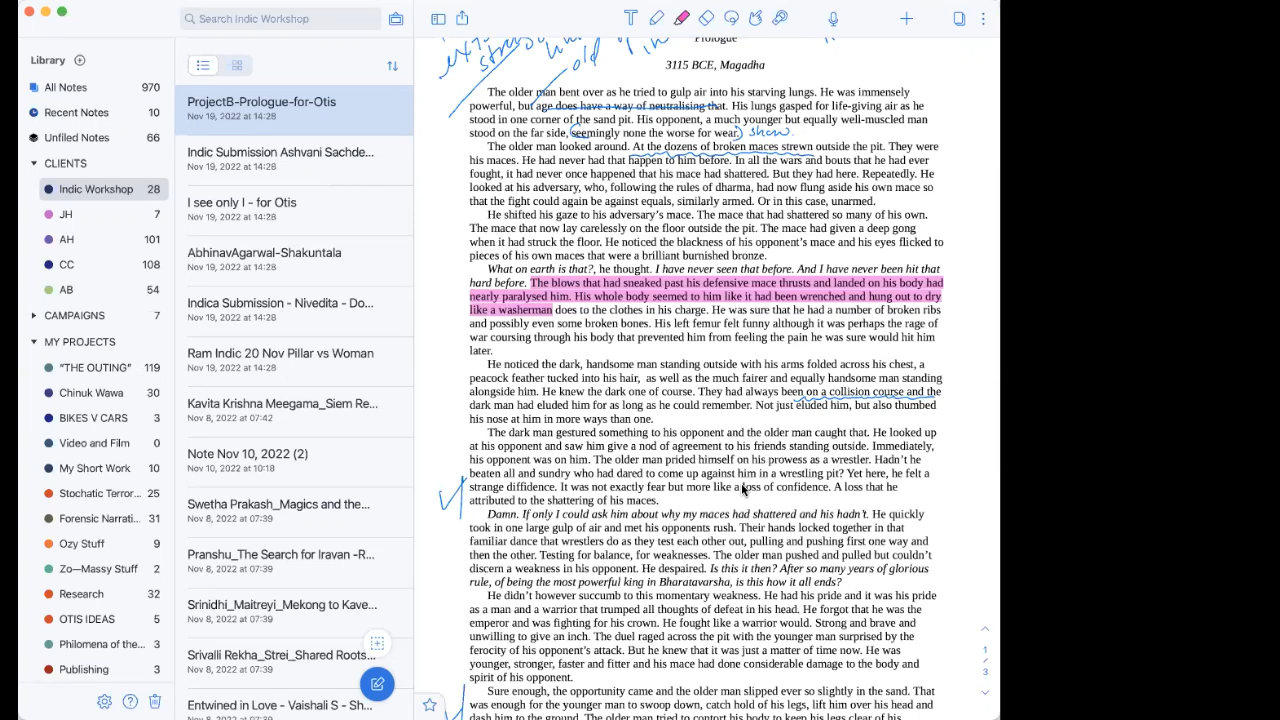 Search Indic Workshop
Library
All Notes 970
Recent Notes 10
Unfiled Notes 66
CLIENTS
Indic Workshop 28
JH 7
AH 101
CC 108
AB 64
CAMPAIGNS 7
MY PROJECTS
“THE OUTING” 119
Chinuk Wawa 30
BIKES V CARS 3
Video and Film 0
My Short Work 10
Stochatic Terror... 25
Forensic Narrati... 31
Ozy Stuff 9
Zo—Massy Stuff 2
Research 32
OTIS IDEAS 5
Philomena of the... 3
Publishing 3
ProjectB-Prologue-for-Otis
Nov 19, 2022 at 14:28
Indic Submission Ashvani Sachde...
Nov 19, 2022 at 14:28
I see only I - for Otis
Nov 19, 2022 at 14:28
AbhinavAgarwal-Shakuntala
Nov 19, 2022 at 14:28
Indica Submission - Nivedita - Do...
Nov 19, 2022 at 14:28
Ram Indic 20 Nov Pillar vs Woman
Nov 19, 2022 at 14:28
Kavita Krishna Meegama_Siem Re...
Nov 8, 2022 at 07:42
Note Nov 10, 2022 (2)
Nov 10, 2022 at 10:18
Swetha Prakash_Magics and the...
Nov 8, 2022 at 07:39
Pranshu_The Search for Iravan -R...
Nov 8, 2022 at 07:39
Srinidhi_Maitreyi_Mekong to Kave...
Nov 8, 2022 at 07:39
Srivalli Rekha_Strei_Shared Roots...
Nov 8, 2022 at 07:39
Entwined in Love - Vaishali S - Sh...
Nov 8, 2022 at 07:39
old
Prologue
3115 BCE, Magadha
The older man bent over as he tried to gulp air into his starving lungs. He was immensely
powerful, but age does have a way of neutralising that. His lungs gasped for life-giving air as he
stood in one corner of the sand pit. His opponent, a much younger but equally well-muscled man
stood on the far side, seemingly none the worse for wear. show.
The older man looked around. At the dozens of broken maces strewn outside the pit. They were
his maces. He had never had that happen to him before. In all the wars and bouts that he had ever
fought, it had never once happened that his mace had shattered. But they had here. Repeatedly. He
looked at his adversary, who, following the rules of dharma, had now flung aside his own mace so
that the fight could again be against equals, similarly armed. Or in this case, unarmed.
He shifted his gaze to his adversary’s mace. The mace that had shattered so many of his own.
The mace that now lay carelessly on the floor outside the pit. The mace had given a deep gong
when it had struck the floor. He noticed the blackness of his opponent’s mace and his eyes flicked to
pieces of his own maces that were a brilliant burnished bronze.
What on earth is that?, he thought. I have never seen that before. And I have never been hit that
hard before. The blows that had sneaked past his defensive mace thrusts and landed on his body had
nearly paralysed him. His whole body seemed to him like it had been wrenched and hung out to dry
like a washerman does to the clothes in his charge. He was sure that he had a number of broken ribs
and possibly even some broken bones. His left femur felt funny although it was perhaps the rage of
war coursing through his body that prevented him from feeling the pain he was sure would hit him
later.
He noticed the dark, handsome man standing outside with his arms folded across his chest, a
peacock feather tucked into his hair, as well as the much fairer and equally handsome man standing
alongside him. He knew the dark one of course. They had always been on a collision course and the
dark man had eluded him for as long as he could remember. Not just eluded him, but also thumbed
his nose at him in more ways than one.
The dark man gestured something to his opponent and the older man caught that. He looked up
at his opponent and saw him give a nod of agreement to his friends standing outside. Immediately,
his opponent was on him. The older man prided himself on his prowess as a wrestler. Hadn’t he
beaten all and sundry who had dared to come up against him in a wrestling pit? Yet here, he felt a
strange diffidence. It was not exactly fear but more like a loss of confidence. A loss that he
attributed to the shattering of his maces.
Damn. If only I could ask him about why my maces had shattered and his hadn’t. He quickly
took in one large gulp of air and met his opponents rush. Their hands locked together in that
familiar dance that wrestlers do as they test each other out, pulling and pushing first one way and
then the other. Testing for balance, for weaknesses. The older man pushed and pulled but couldn’t
discern a weakness in his opponent. He despaired. Is this it then? After so many years of glorious
rule, of being the most powerful king in Bharatavarsha, is this how it all ends?
He didn’t however succumb to this momentary weakness. He had his pride and it was his pride
as a man and a warrior that trumped all thoughts of defeat in his head. He forgot that he was the
emperor and was fighting for his crown. He fought like a warrior would. Strong and brave and
unwilling to give an inch. The duel raged across the pit with the younger man surprised by the
ferocity of his opponent’s attack. But he knew that it was just a matter of time now. He was
younger, stronger, faster and fitter and his mace had done considerable damage to the body and
spirit of his opponent.
Sure enough, the opportunity came and the older man slipped ever so slightly in the sand. That
was enough for the younger man to swoop down, catch hold of his legs, lift him over his head and
dash him to the ground. The older man tried to contort his body to keep his legs clear of his
1
/
3